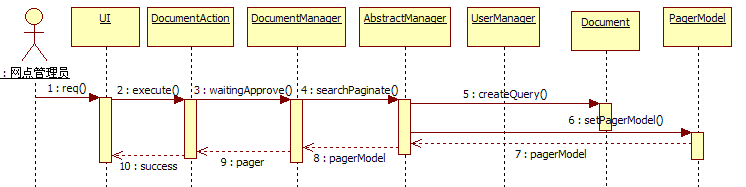 UI
DocumentAction
DocumentManager
AbstractManager
UserManager
Document
PagerModel
: 网点管理员
1 : req()
2 : execute()
3 : waitingApprove()
4 : searchPaginate()
5 : createQuery()
6 : setPagerModel()
7 : pagerModel
8 : pagerModel
9 : pager
10 : success